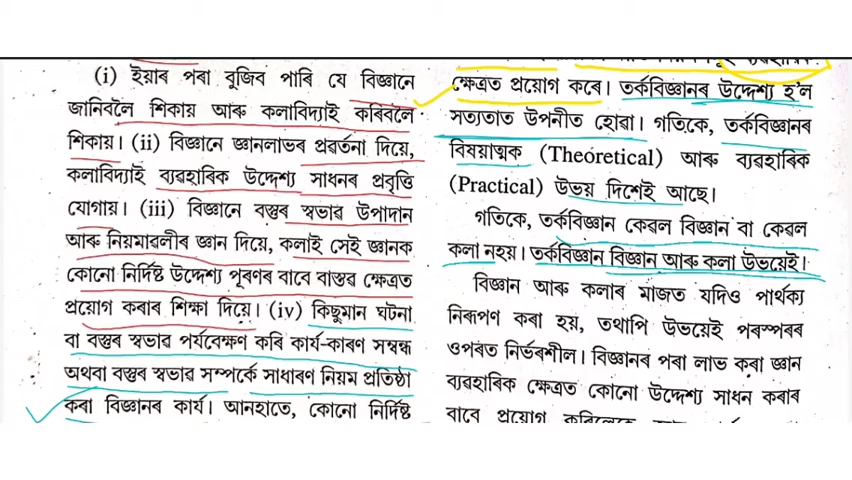 (i) ইয়াৰ পৰা বুজিব পাৰি যে বিজ্ঞানে
জানিবলৈ শিকায় আৰু কলাবিদ্যাই কৰিবলৈ
শিকায়। (ii) বিজ্ঞানে জ্ঞানলাভৰ প্ৰৱৰ্তনা দিয়ে,
কলাবিদ্যাই ব্যৱহাৰিক উদ্দেশ্য সাধনৰ প্ৰবৃত্তি
যোগায়। (iii) বিজ্ঞানে বস্তুৰ স্বভাৱ উপাদান
আৰু নিয়মাৱলীৰ জ্ঞান দিয়ে, কলাই সেই জ্ঞানক
কোনো নিৰ্দিষ্ট উদ্দেশ্য পূৰণৰ বাবে বাস্তৱ ক্ষেত্ৰত
প্ৰয়োগ কৰাৰ শিক্ষা দিয়ে। (iv) কিছুমান ঘটনা
বা বস্তুৰ স্বভাৱ পৰ্যবেক্ষণ কৰি কাৰ্য-কাৰণ সম্বন্ধ
অথবা বস্তুৰ স্বভাৱ সম্পৰ্কে সাধাৰণ নিয়ম প্ৰতিষ্ঠা
কৰা বিজ্ঞানৰ কাৰ্য। আনহাতে, কোনো নিৰ্দিষ্ট
ব্যৱহাৰিক
ক্ষেত্ৰত প্ৰয়োগ কৰে। তৰ্কবিজ্ঞানৰ উদ্দেশ্য হ'ল
সত্যতাত উপনীত হোৱা। গতিকে, তৰ্কবিজ্ঞানৰ
বিষয়াত্মক (Theoretical) আৰু ব্যৱহাৰিক
(Practical) উভয় দিশেই আছে।
গতিকে, তৰ্কবিজ্ঞান কেৱল বিজ্ঞান বা কেৱল
কলা নহয়। তৰ্কবিজ্ঞান বিজ্ঞান আৰু কলা উভয়েই।
বিজ্ঞান আৰু কলাৰ মাজত যদিও পাৰ্থক্য
নিৰূপণ কৰা হয়, তথাপি উভয়েই পৰস্পৰৰ
ওপৰত নিৰ্ভৰশীল। বিজ্ঞানৰ পৰা লাভ কৰা জ্ঞান
ব্যৱহাৰিক ক্ষেত্ৰত কোনো উদ্দেশ্য সাধন কৰাৰ
বাবে প্ৰয়োগ কৰিলেহে